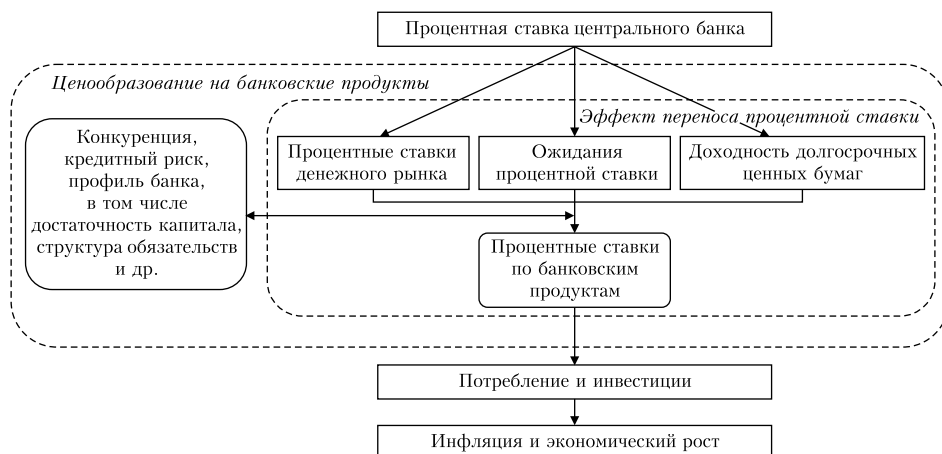 Процентная ставка центрального банка
Ценообразование на банковские продукты
Эффект переноса процентной ставки
Конкуренция,
кредитный риск,
профиль банка,
в том числе
достаточность капитала,
структура обязательств
и др.
Процентные ставки
денежного рынка
Ожидания
процентной ставки
Доходность долгосрочных
ценных бумаг
Процентные ставки
по банковским
продуктам
Потребление и инвестиции
Инфляция и экономический рост